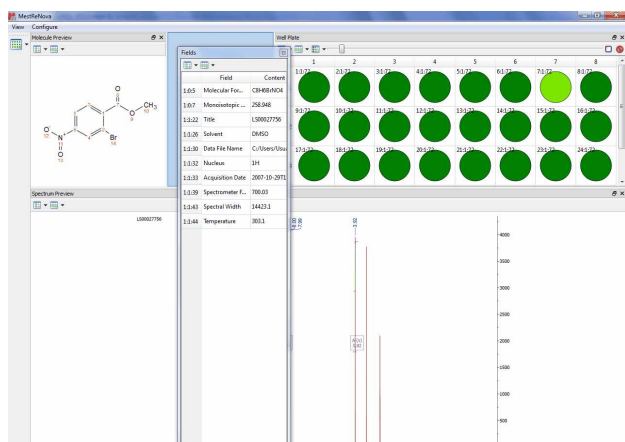 MestReNova
View Configure
Molecule Preview
Well Plate
Fields
Field Content
1:0:5 Molecular For... C8H6BrNO4
1:0:7 Monoisotopic ... 258.948
1:1:22 Title LS00027756
1:1:26 Solvent DMSO
1:1:30 Data File Name C:/Users/Usua
1:1:32 Nucleus 1H
1:1:33 Acquisition Date 2007-10-29T1
1:1:39 Spectrometer F... 700.03
1:1:43 Spectral Width 14423.1
1:1:44 Temperature 303.1
O
O
CH3
Br
N
O
O
1 2 3 4 5 6 7 8
1:1:72 2:1:72 3:1:72 4:1:72 5:1:72 6:1:72 7:1:72 8:1:72
9:1:72 10:1:72 11:1:72 12:1:72 13:1:72 14:1:72 15:1:72 16:1:72
17:1:72 18:1:72 19:1:72 20:1:72 21:1:72 22:1:72 23:1:72 24:1:72
Spectrum Preview
LS00027756
4000
3500
3000
2500
2000
1500
1000
500